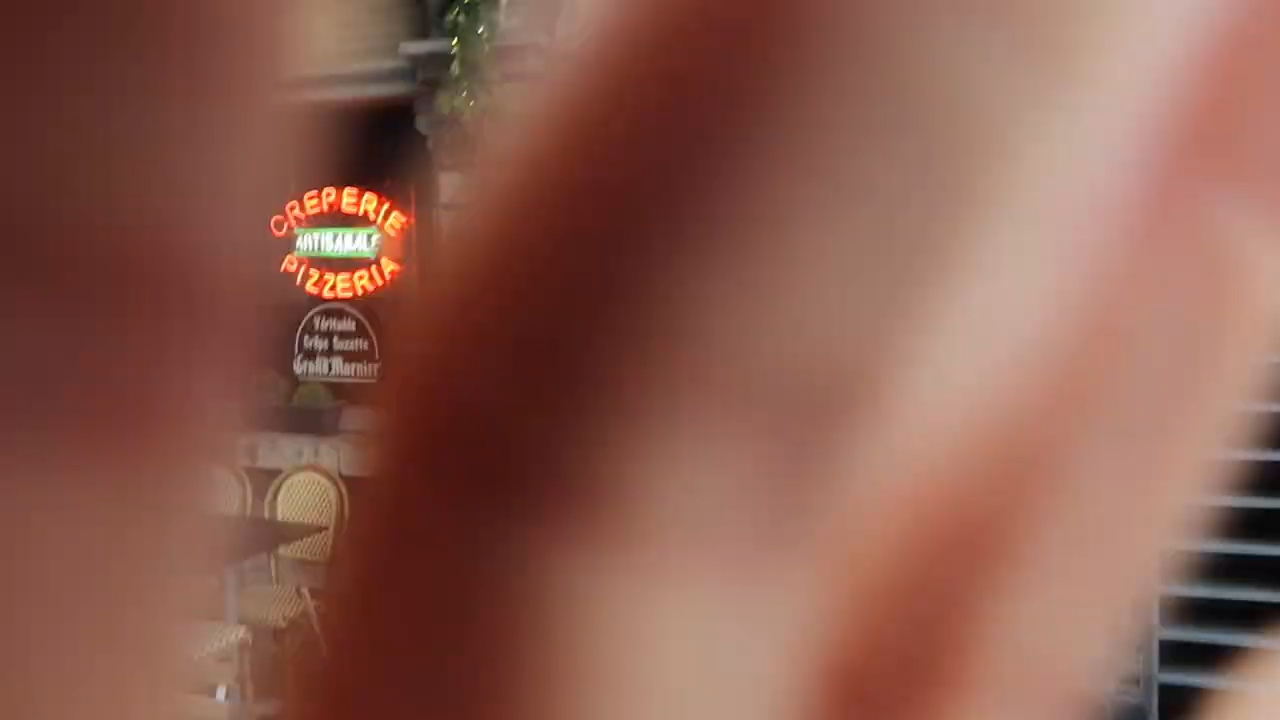 CREPERIE
ARTISANALE
PIZZERIA
Véritable
Crêpe Suzette
Grand Marnier